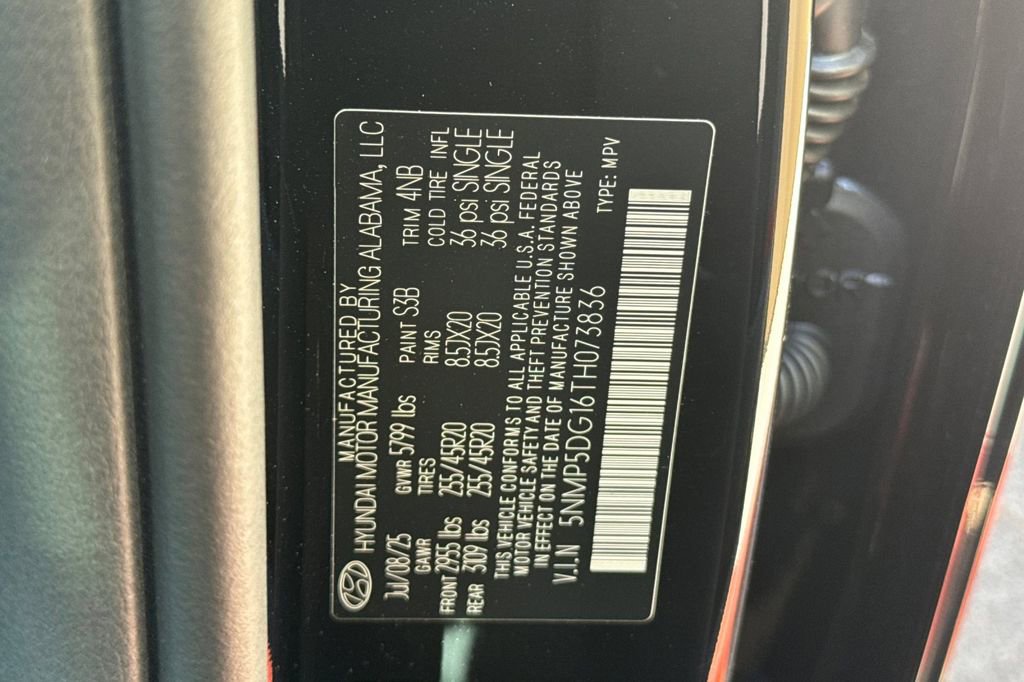 MANUFACTURED BY
HYUNDAI MOTOR MANUFACTURING ALABAMA, LLC
Jul/08/25 GVWR 5799 lbs PAINT S3B TRIM 4NB
GAWR TIRES RIMS COLD TIRE INFL
FRONT 2955 lbs 255/45R20 8.5JX20 36 psi SINGLE
REAR 3109 lbs 255/45R20 8.5JX20 36 psi SINGLE
THIS VEHICLE CONFORMS TO ALL APPLICABLE U.S.A. FEDERAL
MOTOR VEHICLE SAFETY AND THEFT PREVENTION STANDARDS
IN EFFECT ON THE DATE OF MANUFACTURE SHOWN ABOVE
V.I.N 5NMP5DG16TH073836 TYPE: MPV